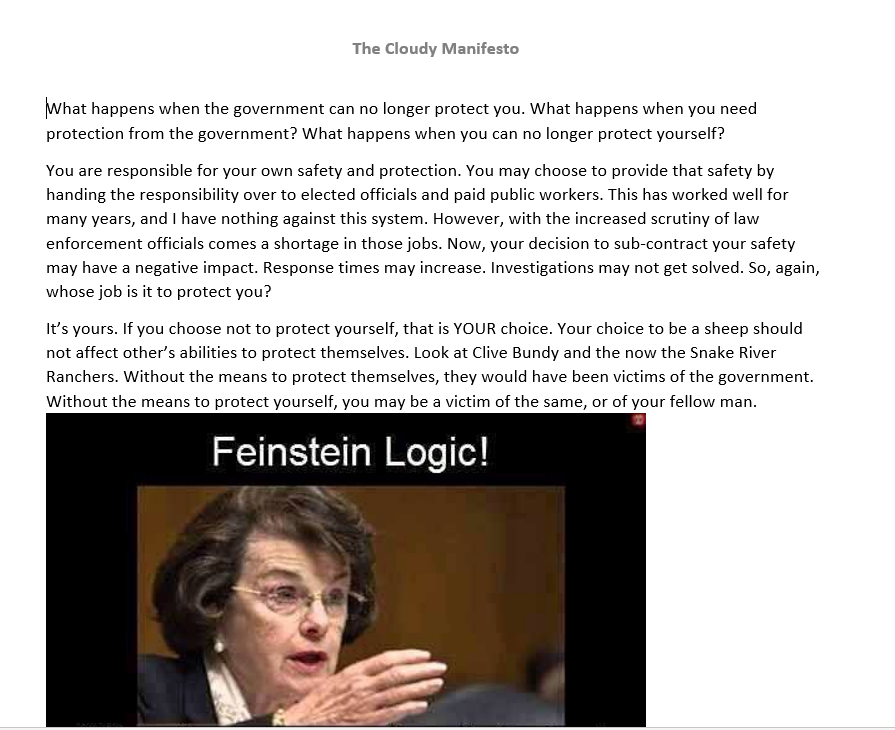 The Cloudy Manifesto
What happens when the government can no longer protect you. What happens when you need
protection from the government? What happens when you can no longer protect yourself?
You are responsible for your own safety and protection. You may choose to provide that safety by
handing the responsibility over to elected officials and paid public workers. This has worked well for
many years, and I have nothing against this system. However, with the increased scrutiny of law
enforcement officials comes a shortage in those jobs. Now, your decision to sub-contract your safety
may have a negative impact. Response times may increase. Investigations may not get solved. So, again,
whose job is it to protect you?
It’s yours. If you choose not to protect yourself, that is YOUR choice. Your choice to be a sheep should
not affect other’s abilities to protect themselves. Look at Clive Bundy and the now the Snake River
Ranchers. Without the means to protect themselves, they would have been victims of the government.
Without the means to protect yourself, you may be a victim of the same, or of your fellow man.
Feinstein Logic!